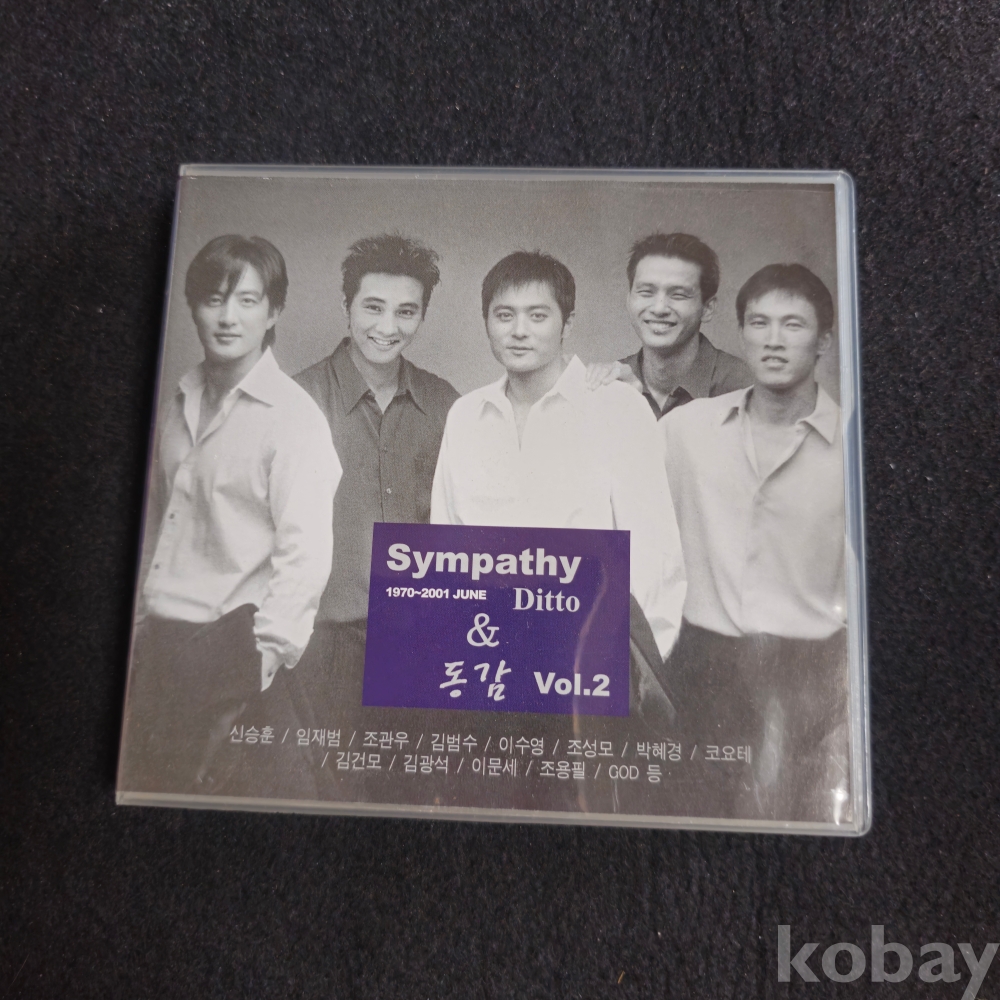 Sympathy
1970~2001 JUNE Ditto
&
동감 Vol.2
신승훈 / 임재범 / 조관우 / 김범수 / 이수영 / 조성모 / 박혜경 / 코요테
/ 김건모 / 김광석 / 이문세 / 조용필 / GOD 등
kobay